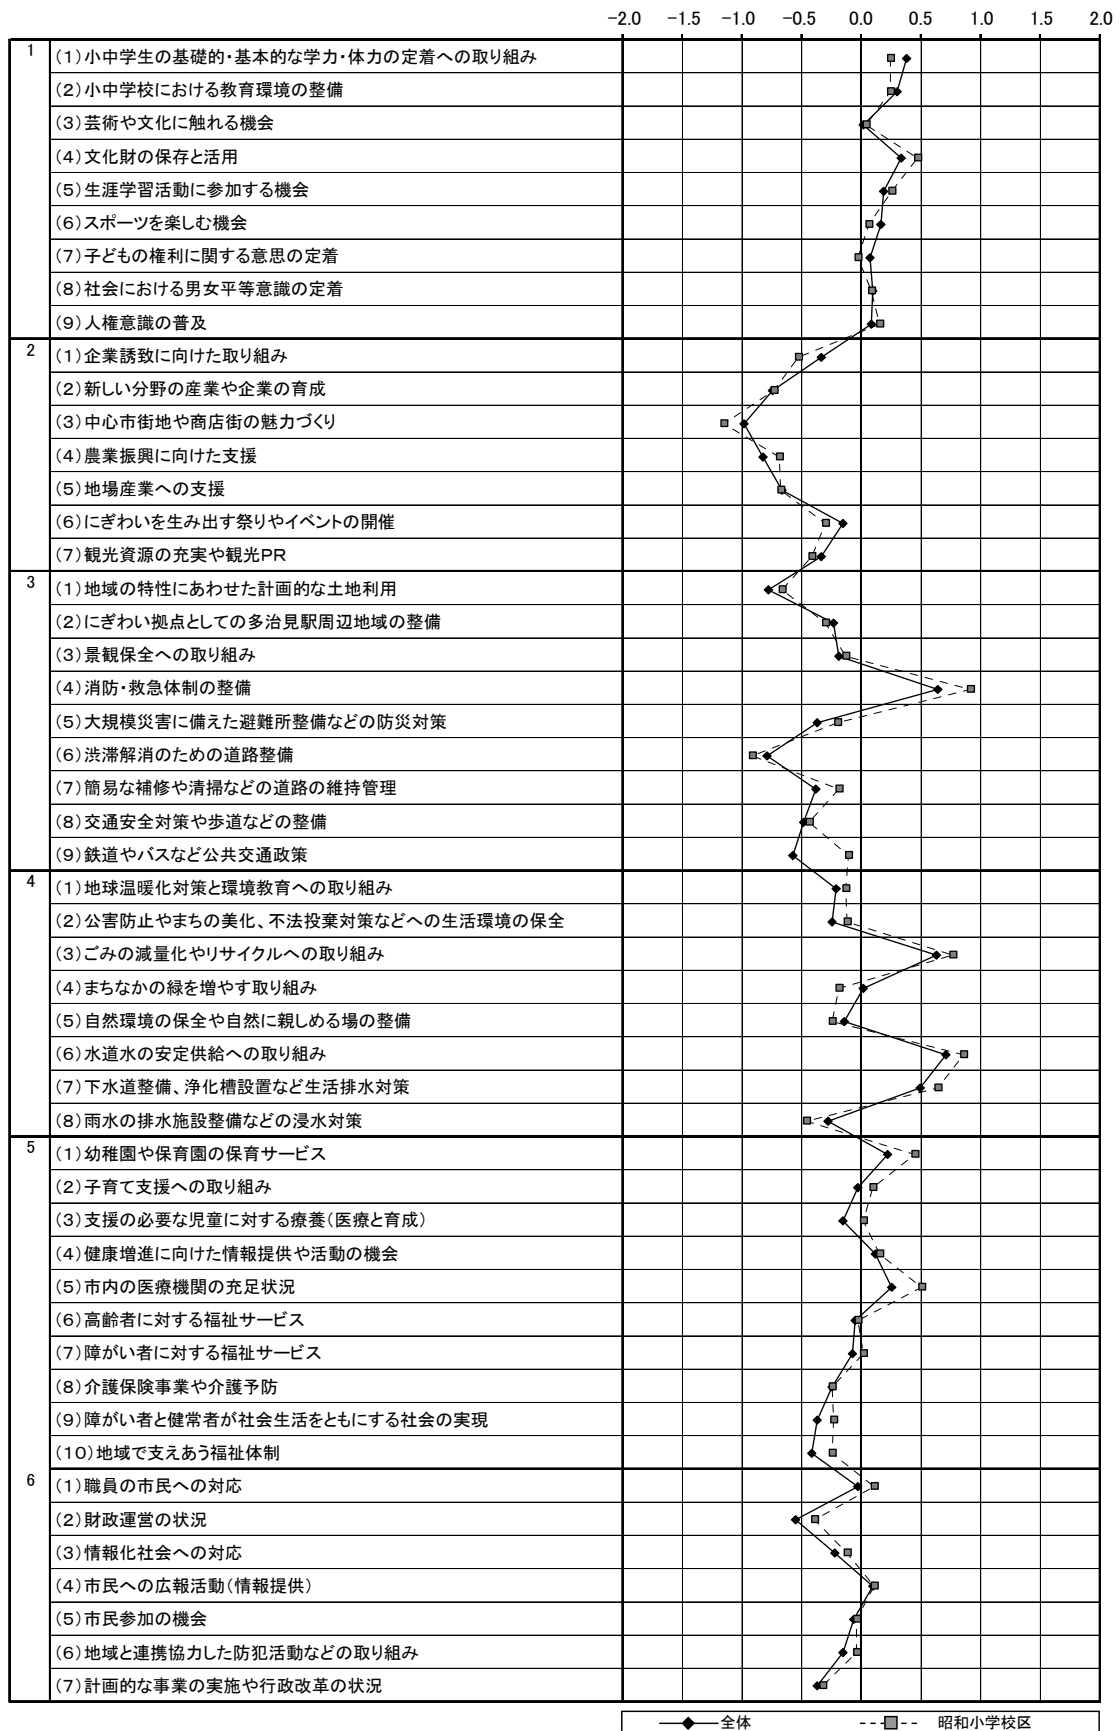 -2.0 -1.5 -1.0 -0.5 0.0 0.5 1.0 1.5 2.0
1
(1)小中学生の基礎的・基本的な学力・体力の定着への取り組み
(2)小中学校における教育環境の整備
(3)芸術や文化に触れる機会
(4)文化財の保存と活用
(5)生涯学習活動に参加する機会
(6)スポーツを楽しむ機会
(7)子どもの権利に関する意思の定着
(8)社会における男女平等意識の定着
(9)人権意識の普及
2
(1)企業誘致に向けた取り組み
(2)新しい分野の産業や企業の育成
(3)中心市街地や商店街の魅力づくり
(4)農業振興に向けた支援
(5)地場産業への支援
(6)にぎわいを生み出す祭りやイベントの開催
(7)観光資源の充実や観光PR
3
(1)地域の特性にあわせた計画的な土地利用
(2)にぎわい拠点としての多治見駅周辺地域の整備
(3)景観保全への取り組み
(4)消防・救急体制の整備
(5)大規模災害に備えた避難所整備などの防災対策
(6)渋滞解消のための道路整備
(7)簡易な補修や清掃などの道路の維持管理
(8)交通安全対策や歩道などの整備
(9)鉄道やバスなど公共交通政策
4
(1)地球温暖化対策と環境教育への取り組み
(2)公害防止やまちの美化、不法投棄対策などへの生活環境の保全
(3)ごみの減量化やリサイクルへの取り組み
(4)まちなかの緑を増やす取り組み
(5)自然環境の保全や自然に親しめる場の整備
(6)水道水の安定供給への取り組み
(7)下水道整備、浄化槽設置など生活排水対策
(8)雨水の排水施設整備などの浸水対策
5
(1)幼稚園や保育園の保育サービス
(2)子育て支援への取り組み
(3)支援の必要な児童に対する療養(医療と育成)
(4)健康増進に向けた情報提供や活動の機会
(5)市内の医療機関の充足状況
(6)高齢者に対する福祉サービス
(7)障がい者に対する福祉サービス
(8)介護保険事業や介護予防
(9)障がい者と健常者が社会生活をともにする社会の実現
(10)地域で支えあう福祉体制
6
(1)職員の市民への対応
(2)財政運営の状況
(3)情報化社会への対応
(4)市民への広報活動(情報提供)
(5)市民参加の機会
(6)地域と連携協力した防犯活動などの取り組み
(7)計画的な事業の実施や行政改革の状況
全体 昭和小学校区